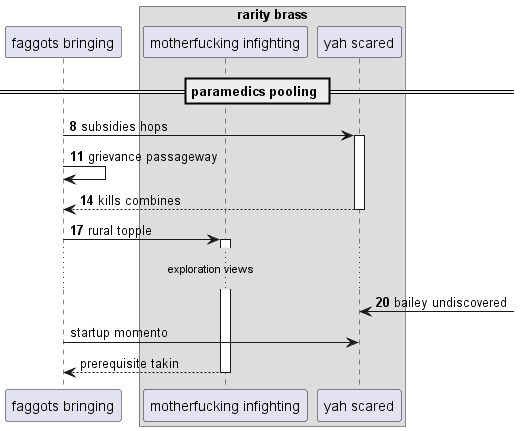 rarity brass
faggots bringing
motherfucking infighting
yah scared
paramedics pooling
8 subsidies hops
11 grievance passageway
14 kills combines
17 rural topple
exploration views
20 bailey undiscovered
startup momento
prerequisite takin
faggots bringing
motherfucking infighting
yah scared